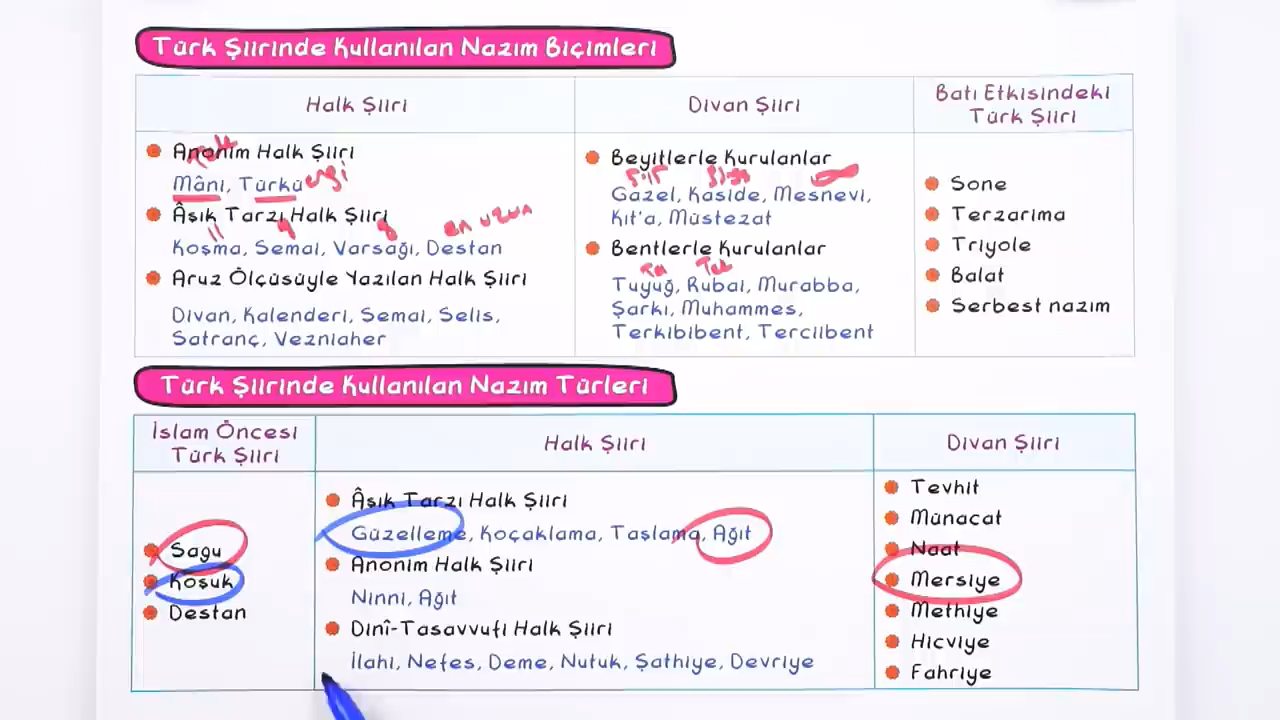 Türk Şiirinde Kullanılan Nazım Biçimleri
Halk Şiiri
Anonim Halk Şiiri
Mâni, Türkü
Âşık Tarzı Halk Şiiri
en uzun
Koşma, Semai, Varsağı, Destan
Aruz Ölçüsüyle Yazılan Halk Şiiri
Divan, Kalenderi, Semai, Selis,
Satranç, Vezniaher
Divan Şiiri
Beyitlerle Kurulanlar
5-15
Gazel, Kaside, Mesnevi,
Kıt'a, Müstezat
Bentlerle Kurulanlar
Tuyuğ, Rubai, Murabba,
Şarkı, Muhammes,
Terkibibent, Terciibent
Batı Etkisindeki
Türk Şiiri
Sone
Terzarima
Triyole
Balat
Serbest nazım
Türk Şiirinde Kullanılan Nazım Türleri
İslam Öncesi
Türk Şiiri
Sagu
Koşuk
Destan
Halk Şiiri
Âşık Tarzı Halk Şiiri
Güzelleme, Koçaklama, Taşlama, Ağıt
Anonim Halk Şiiri
Ninni, Ağıt
Dinî-Tasavvufi Halk Şiiri
İlahi, Nefes, Deme, Nutuk, Şathiye, Devriye
Divan Şiiri
Tevhit
Münacat
Naat
Mersiye
Methiye
Hicviye
Fahriye